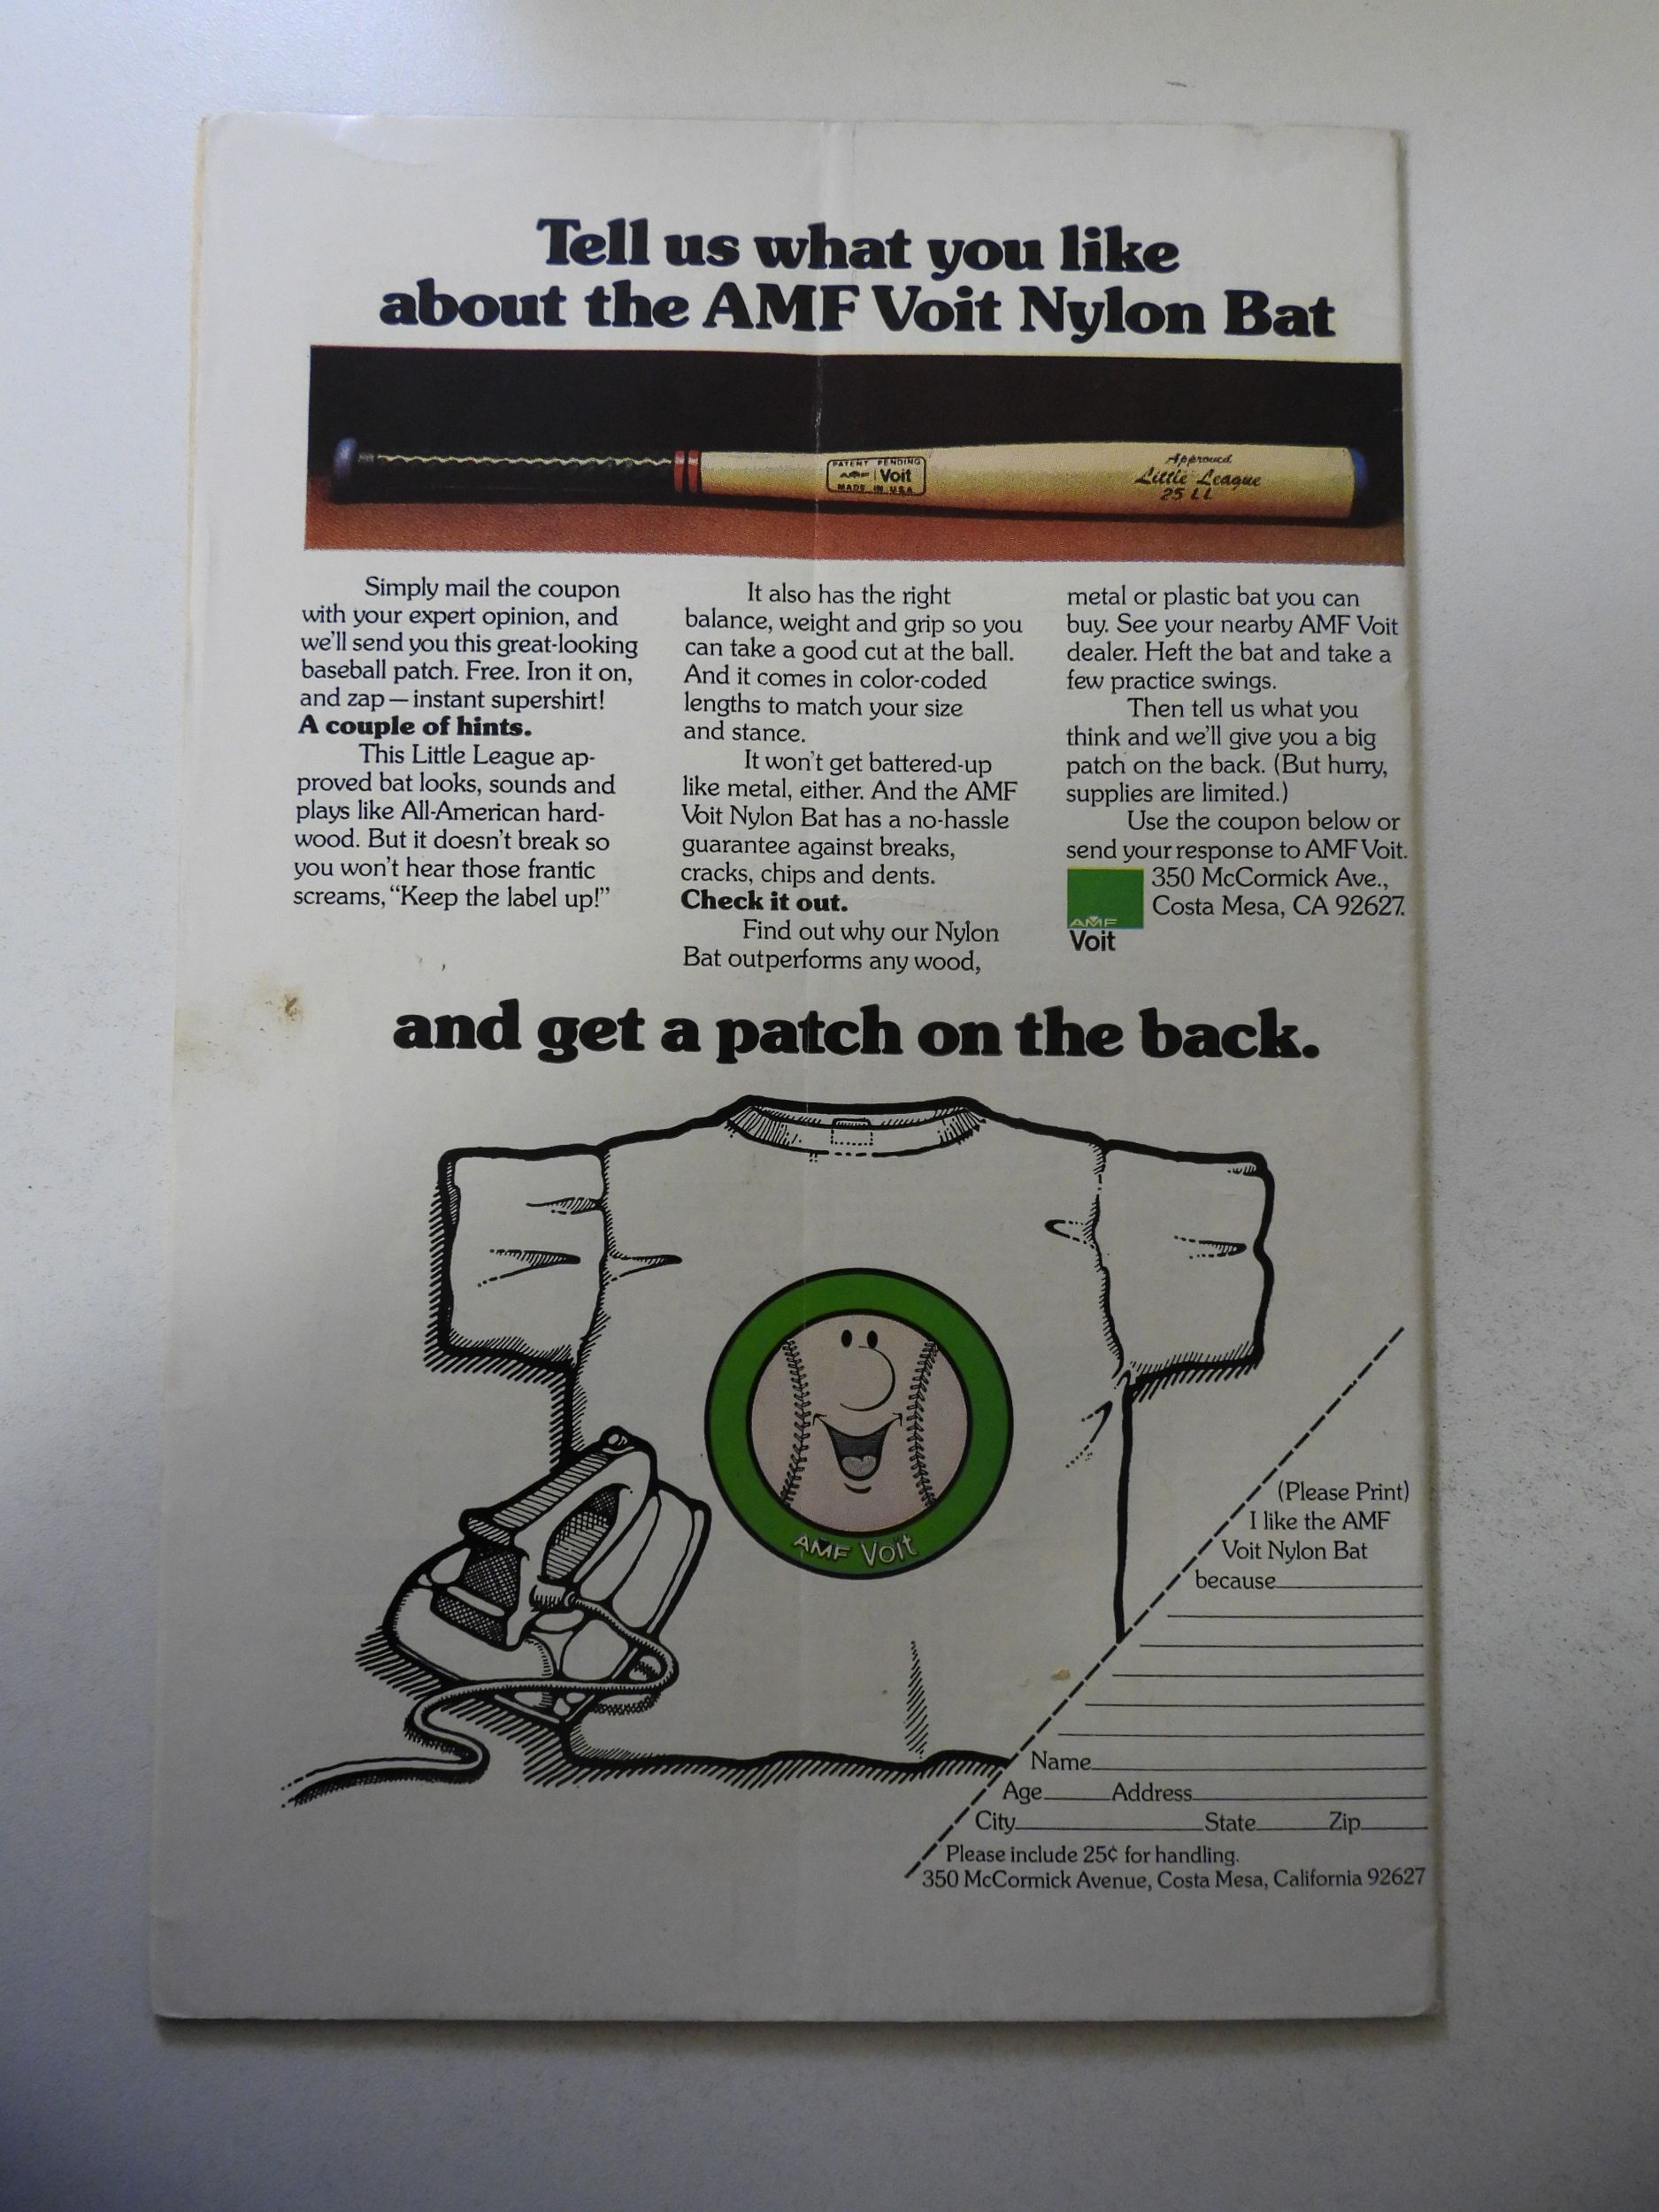 Tell us what you like
about the AMF Voit Nylon Bat
PATENT PENDING
AMF Voit
MADE IN U.S.A.
Approved
Little League
25 LL
Simply mail the coupon
with your expert opinion, and
we'll send you this great-looking
baseball patch. Free. Iron it on,
and zap — instant supershirt!
A couple of hints.
This Little League ap-
proved bat looks, sounds and
plays like All-American hard-
wood. But it doesn't break so
you won't hear those frantic
screams, “Keep the label up!”
It also has the right
balance, weight and grip so you
can take a good cut at the ball.
And it comes in color-coded
lengths to match your size
and stance.
It won't get battered-up
like metal, either. And the AMF
Voit Nylon Bat has a no-hassle
guarantee against breaks,
cracks, chips and dents.
Check it out.
Find out why our Nylon
Bat outperforms any wood,
metal or plastic bat you can
buy. See your nearby AMF Voit
dealer. Heft the bat and take a
few practice swings.
Then tell us what you
think and we'll give you a big
patch on the back. (But hurry,
supplies are limited.)
Use the coupon below or
send your response to AMF Voit.
350 McCormick Ave.,
Costa Mesa, CA 92627.
AMF
Voit
and get a patch on the back.
AMF Voit
(Please Print)
I like the AMF
Voit Nylon Bat
because
Name
Age Address
City State Zip
Please include 25¢ for handling.
350 McCormick Avenue, Costa Mesa, California 92627